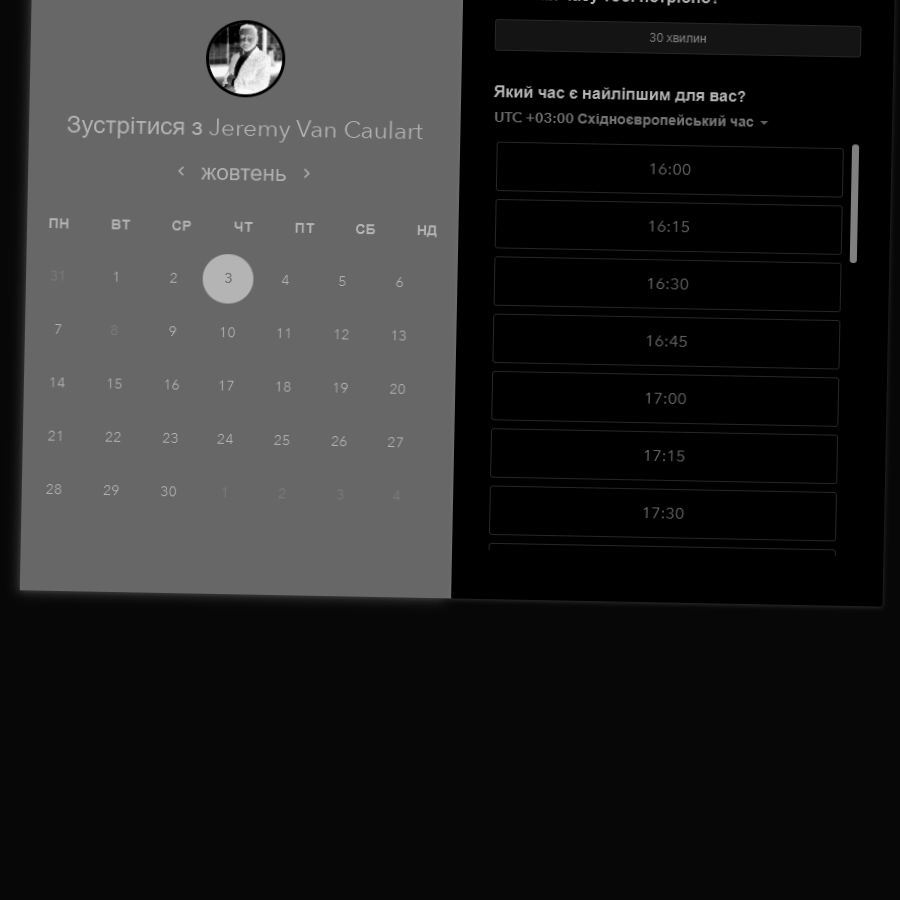 30 хвилин
Зустрітися з Jeremy Van Caulart
жовтень
ПН ВТ СР ЧТ ПТ СБ НД
31 1 2 3 4 5 6
7 8 9 10 11 12 13
14 15 16 17 18 19 20
21 22 23 24 25 26 27
28 29 30 1 2 3 4
Який час є найліпшим для вас?
UTC +03:00 Східноєвропейський час
16:00
16:15
16:30
16:45
17:00
17:15
17:30